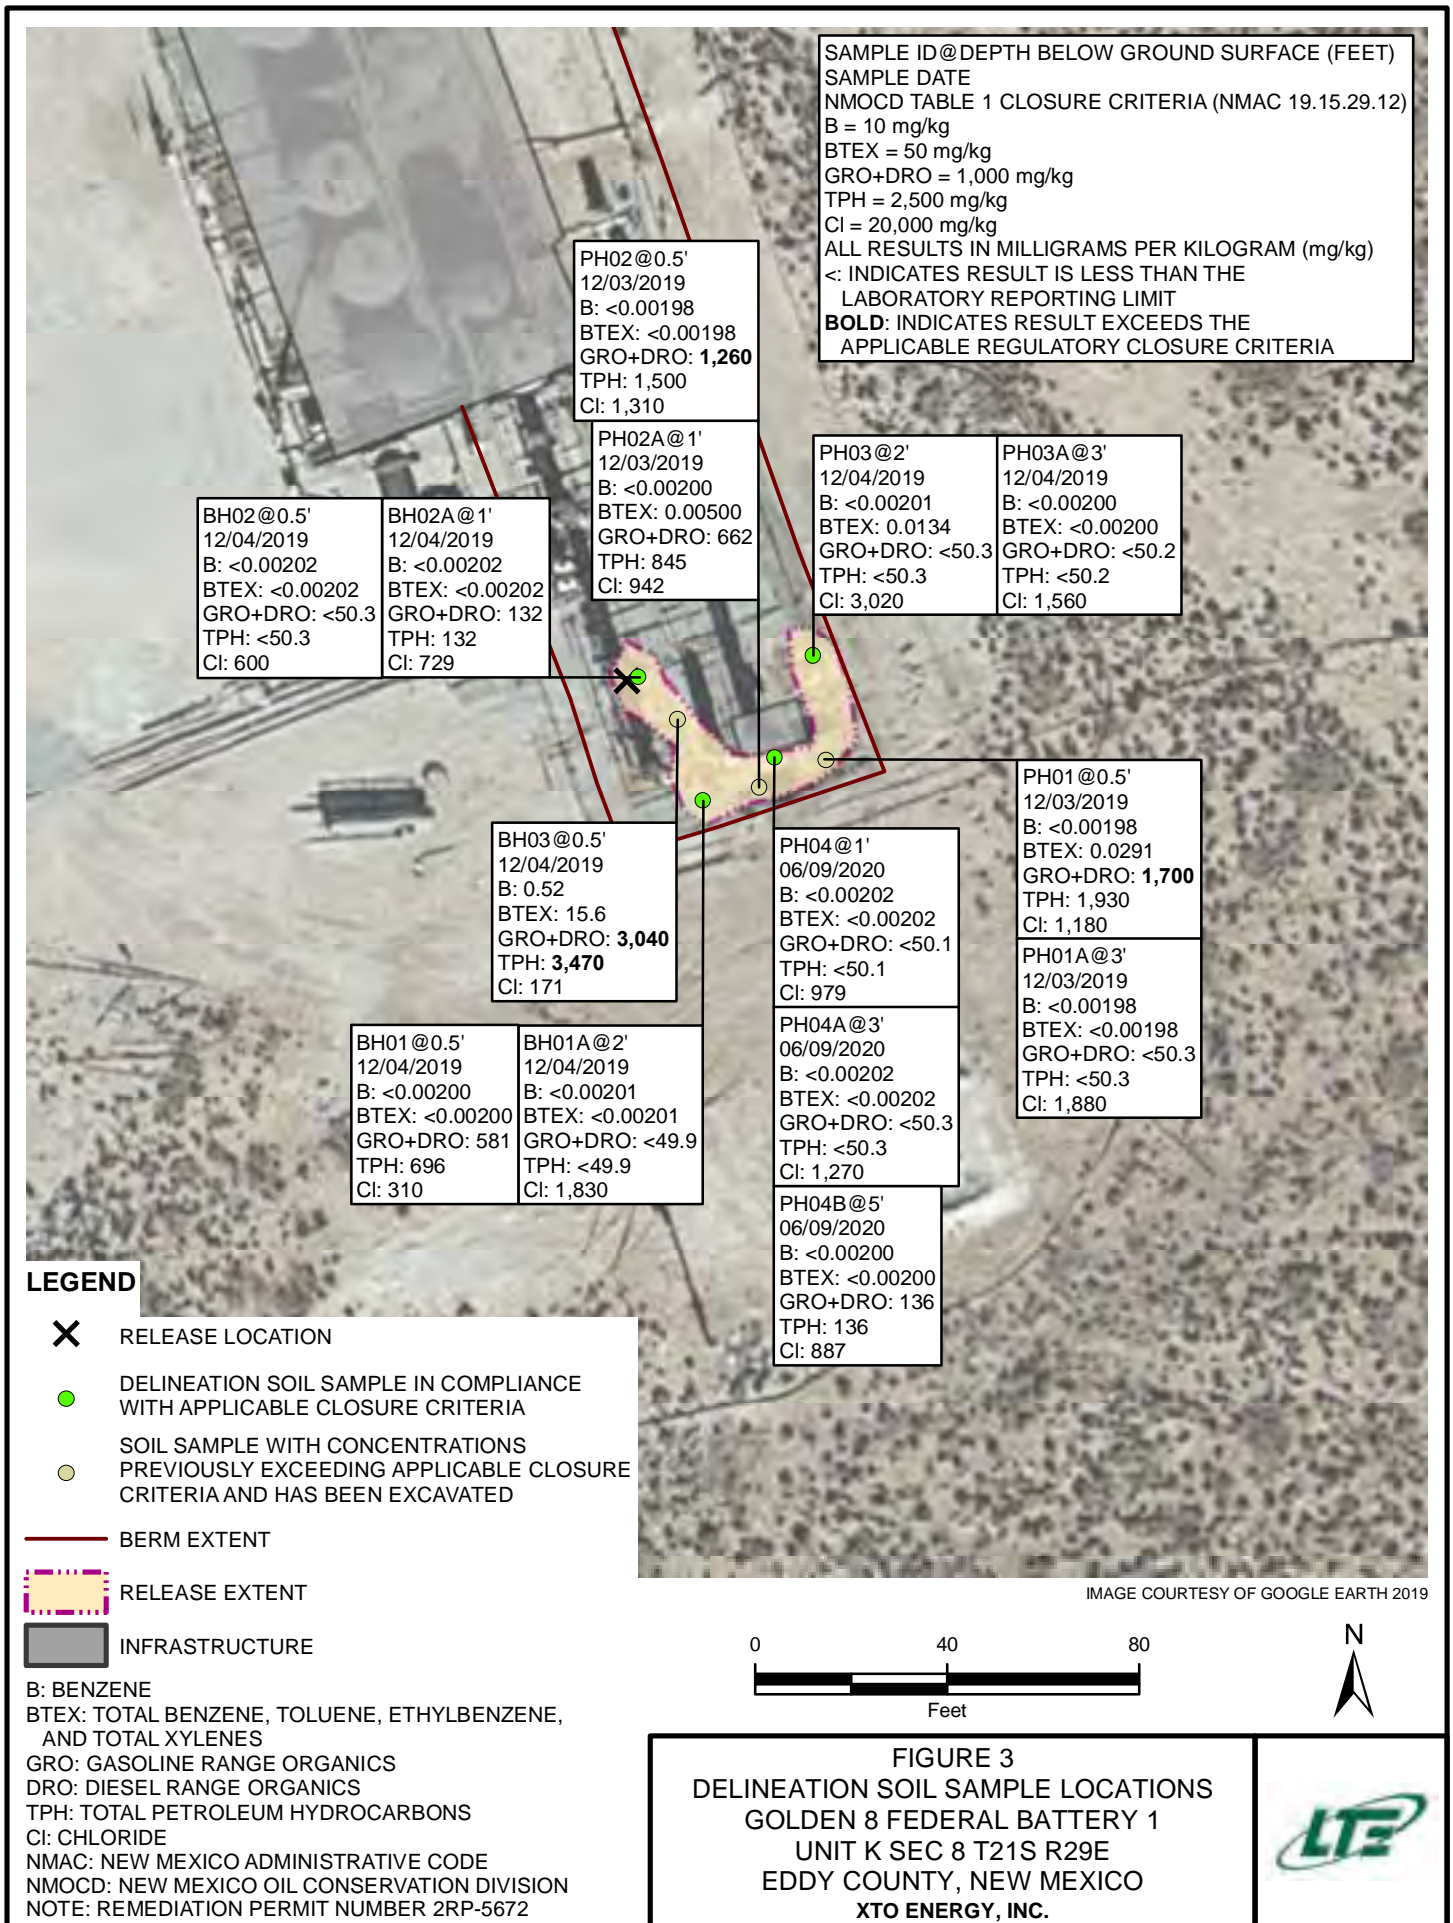 SAMPLE ID@DEPTH BELOW GROUND SURFACE (FEET)
SAMPLE DATE
NMOCD TABLE 1 CLOSURE CRITERIA (NMAC 19.15.29.12)
B = 10 mg/kg
BTEX = 50 mg/kg
GRO+DRO = 1,000 mg/kg
TPH = 2,500 mg/kg
Cl = 20,000 mg/kg
ALL RESULTS IN MILLIGRAMS PER KILOGRAM (mg/kg)
<: INDICATES RESULT IS LESS THAN THE
LABORATORY REPORTING LIMIT
BOLD: INDICATES RESULT EXCEEDS THE
APPLICABLE REGULATORY CLOSURE CRITERIA
PH02@0.5'
12/03/2019
B: <0.00198
BTEX: <0.00198
GRO+DRO: 1,260
TPH: 1,500
Cl: 1,310
PH02A@1'
12/03/2019
B: <0.00200
BTEX: 0.00500
GRO+DRO: 662
TPH: 845
Cl: 942
PH03@2'
12/04/2019
B: <0.00201
BTEX: 0.0134
GRO+DRO: <50.3
TPH: <50.3
Cl: 3,020
PH03A@3'
12/04/2019
B: <0.00200
BTEX: <0.00200
GRO+DRO: <50.2
TPH: <50.2
Cl: 1,560
BH02@0.5'
12/04/2019
B: <0.00202
BTEX: <0.00202
GRO+DRO: <50.3
TPH: <50.3
Cl: 600
BH02A@1'
12/04/2019
B: <0.00202
BTEX: <0.00202
GRO+DRO: 132
TPH: 132
Cl: 729
BH03@0.5'
12/04/2019
B: 0.52
BTEX: 15.6
GRO+DRO: 3,040
TPH: 3,470
Cl: 171
PH04@1'
06/09/2020
B: <0.00202
BTEX: <0.00202
GRO+DRO: <50.1
TPH: <50.1
Cl: 979
PH01@0.5'
12/03/2019
B: <0.00198
BTEX: 0.0291
GRO+DRO: 1,700
TPH: 1,930
Cl: 1,180
PH01A@3'
12/03/2019
B: <0.00198
BTEX: <0.00198
GRO+DRO: <50.3
TPH: <50.3
Cl: 1,880
BH01@0.5'
12/04/2019
B: <0.00200
BTEX: <0.00200
GRO+DRO: 581
TPH: 696
Cl: 310
BH01A@2'
12/04/2019
B: <0.00201
BTEX: <0.00201
GRO+DRO: <49.9
TPH: <49.9
Cl: 1,830
PH04A@3'
06/09/2020
B: <0.00202
BTEX: <0.00202
GRO+DRO: <50.3
TPH: <50.3
Cl: 1,270
PH04B@5'
06/09/2020
B: <0.00200
BTEX: <0.00200
GRO+DRO: 136
TPH: 136
Cl: 887
LEGEND
RELEASE LOCATION
DELINEATION SOIL SAMPLE IN COMPLIANCE
WITH APPLICABLE CLOSURE CRITERIA
SOIL SAMPLE WITH CONCENTRATIONS
PREVIOUSLY EXCEEDING APPLICABLE CLOSURE
CRITERIA AND HAS BEEN EXCAVATED
BERM EXTENT
RELEASE EXTENT
INFRASTRUCTURE
B: BENZENE
BTEX: TOTAL BENZENE, TOLUENE, ETHYLBENZENE,
AND TOTAL XYLENES
GRO: GASOLINE RANGE ORGANICS
DRO: DIESEL RANGE ORGANICS
TPH: TOTAL PETROLEUM HYDROCARBONS
Cl: CHLORIDE
NMAC: NEW MEXICO ADMINISTRATIVE CODE
NMOCD: NEW MEXICO OIL CONSERVATION DIVISION
NOTE: REMEDIATION PERMIT NUMBER 2RP-5672
IMAGE COURTESY OF GOOGLE EARTH 2019
0 40 80
Feet
N
FIGURE 3
DELINEATION SOIL SAMPLE LOCATIONS
GOLDEN 8 FEDERAL BATTERY 1
UNIT K SEC 8 T21S R29E
EDDY COUNTY, NEW MEXICO
XTO ENERGY, INC.
LTE